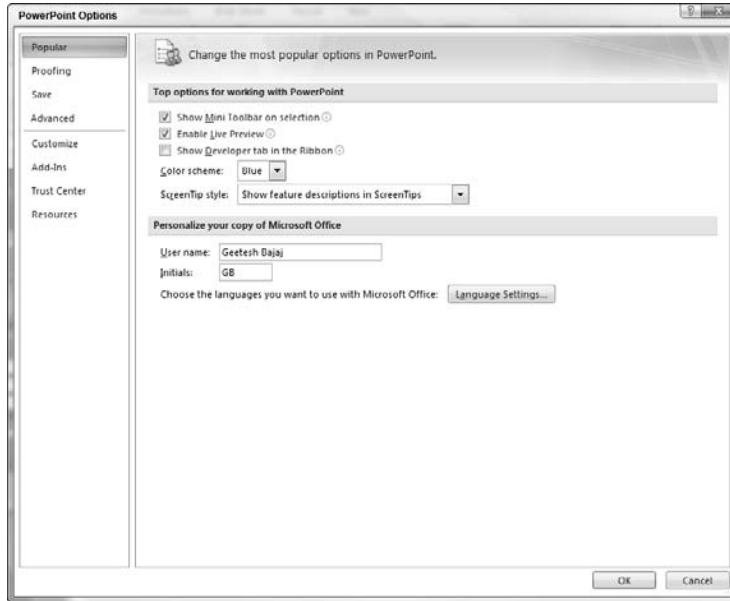 PowerPoint Options
Popular
Proofing
Save
Advanced
Customize
Add-Ins
Trust Center
Resources
Change the most popular options in PowerPoint.
Top options for working with PowerPoint
Show Mini Toolbar on selection
Enable Live Preview
Show Developer tab in the Ribbon
Color scheme: Blue
ScreenTip style: Show feature descriptions in ScreenTips
Personalize your copy of Microsoft Office
User name: Geetesh Bajaj
Initials: GB
Choose the languages you want to use with Microsoft Office: Language Settings...
OK Cancel